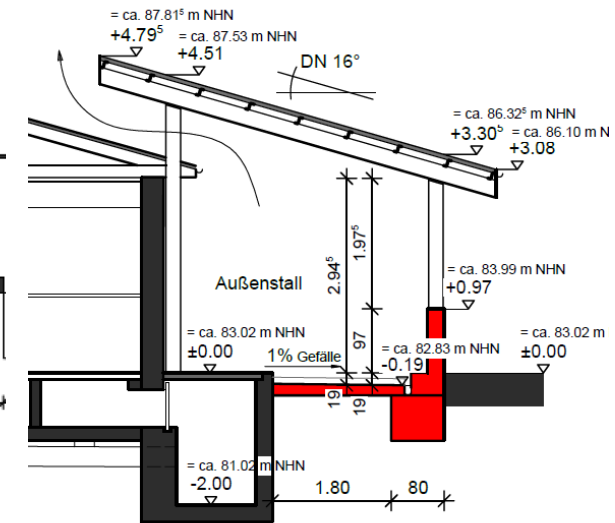 = ca. 87.81⁵ m NHN
+4.79⁵
= ca. 87.53 m NHN
+4.51
DN 16°
= ca. 86.32⁵ m NHN
+3.30⁵
= ca. 86.10 m N
+3.08
1.97⁵
2.94⁵
Außenstall
= ca. 83.99 m NHN
+0.97
97
= ca. 83.02 m NHN
±0.00
1% Gefälle
= ca. 82.83 m NHN
-0.19
= ca. 83.02 m
±0.00
19
19
= ca. 81.02 m NHN
-2.00
1.80
80